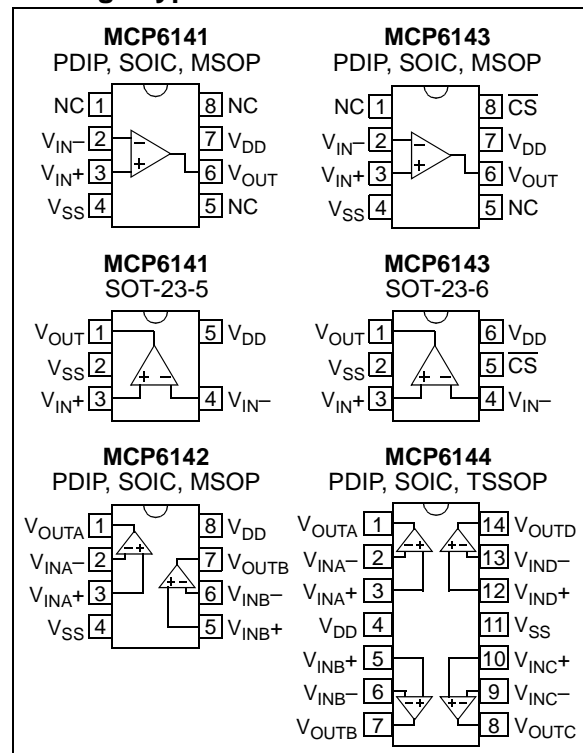 MCP6141
PDIP, SOIC, MSOP
NC 1 8 NC
VIN– 2 7 VDD
VIN+ 3 6 VOUT
VSS 4 5 NC
MCP6143
PDIP, SOIC, MSOP
NC 1 8 CS
VIN– 2 7 VDD
VIN+ 3 6 VOUT
VSS 4 5 NC
MCP6141
SOT-23-5
VOUT 1 5 VDD
VSS 2
VIN+ 3 4 VIN–
MCP6143
SOT-23-6
VOUT 1 6 VDD
VSS 2 5 CS
VIN+ 3 4 VIN–
MCP6142
PDIP, SOIC, MSOP
VOUTA 1 8 VDD
VINA– 2 7 VOUTB
VINA+ 3 6 VINB–
VSS 4 5 VINB+
MCP6144
PDIP, SOIC, TSSOP
VOUTA 1 14 VOUTD
VINA– 2 13 VIND–
VINA+ 3 12 VIND+
VDD 4 11 VSS
VINB+ 5 10 VINC+
VINB– 6 9 VINC–
VOUTB 7 8 VOUTC